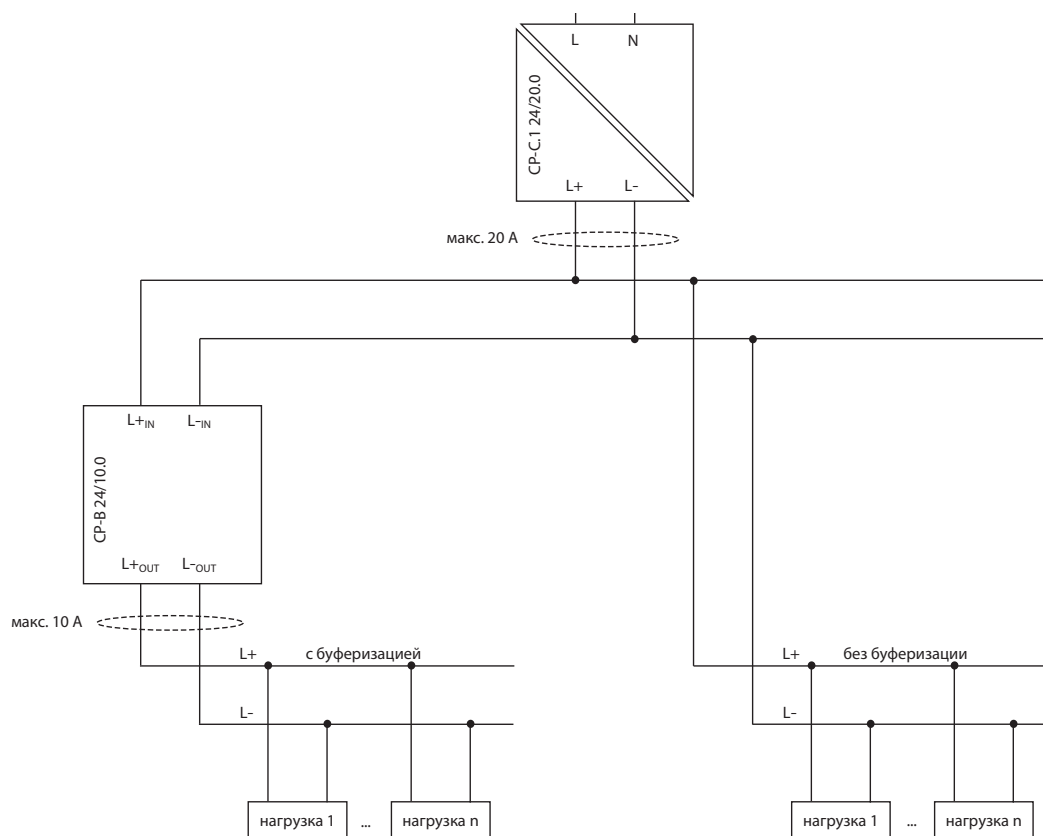 L N
CP-C.1 24/20.0
L+ L-
макс. 20 A
L+IN L-IN
CP-B 24/10.0
L+OUT L-OUT
макс. 10 A
L+ с буферизацией
L-
нагрузка 1 ... нагрузка n
L+ без буферизации
L-
нагрузка 1 ... нагрузка n